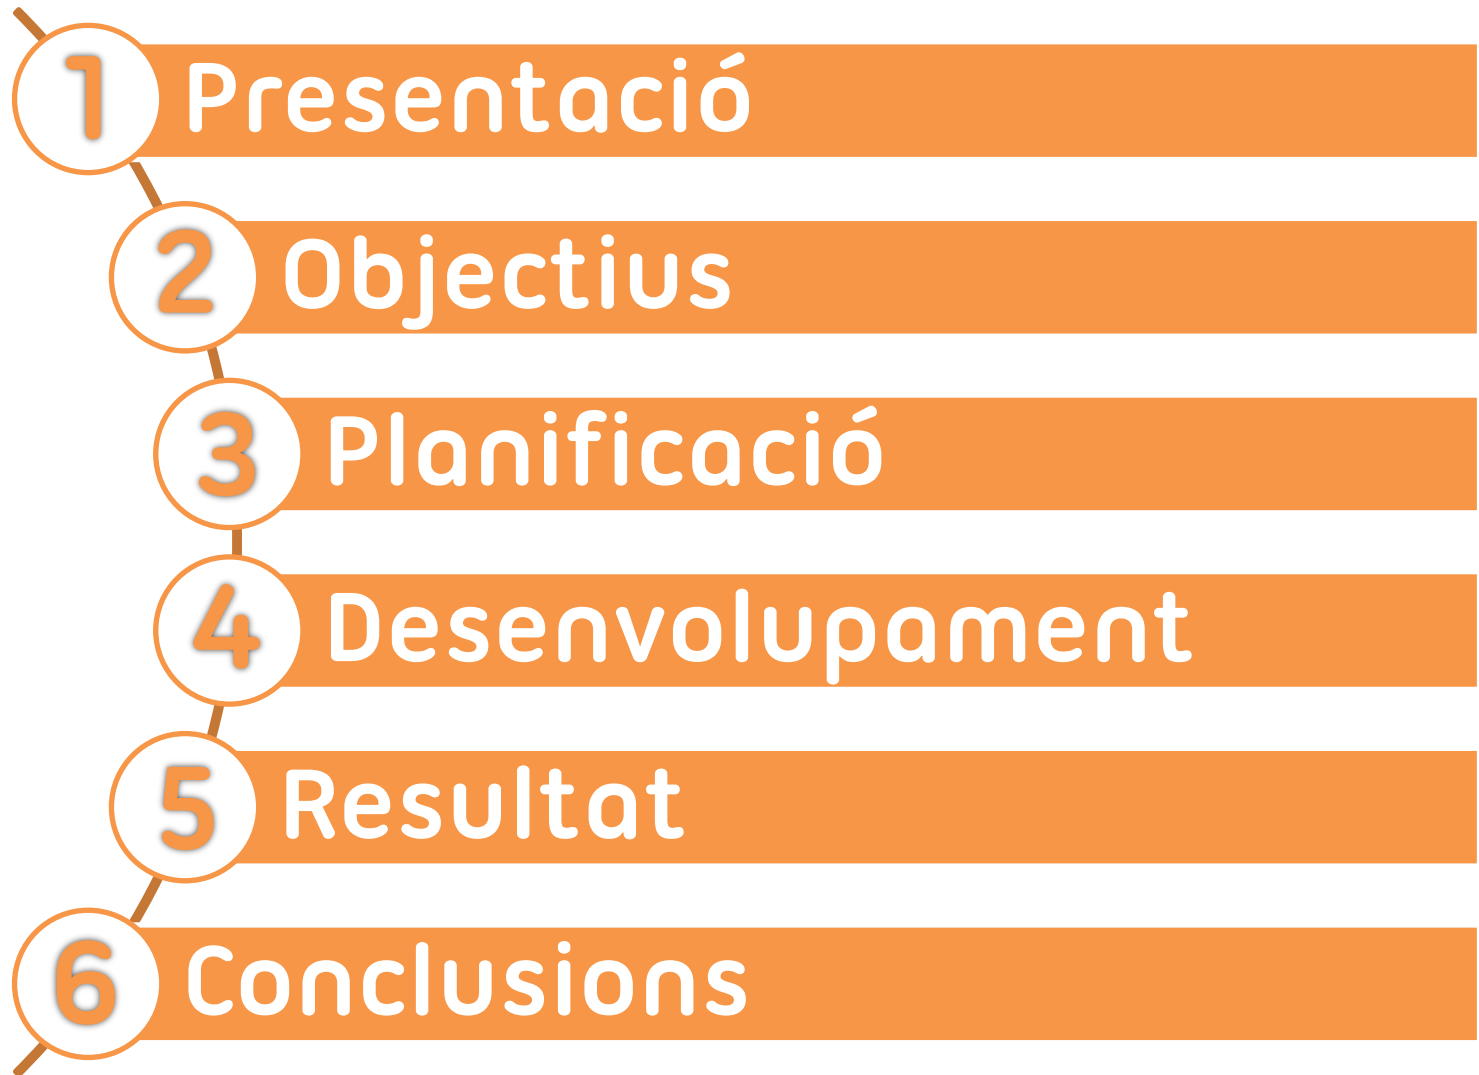 1 Presentació
2 Objectius
3 Planificació
4 Desenvolupament
5 Resultat
6 Conclusions